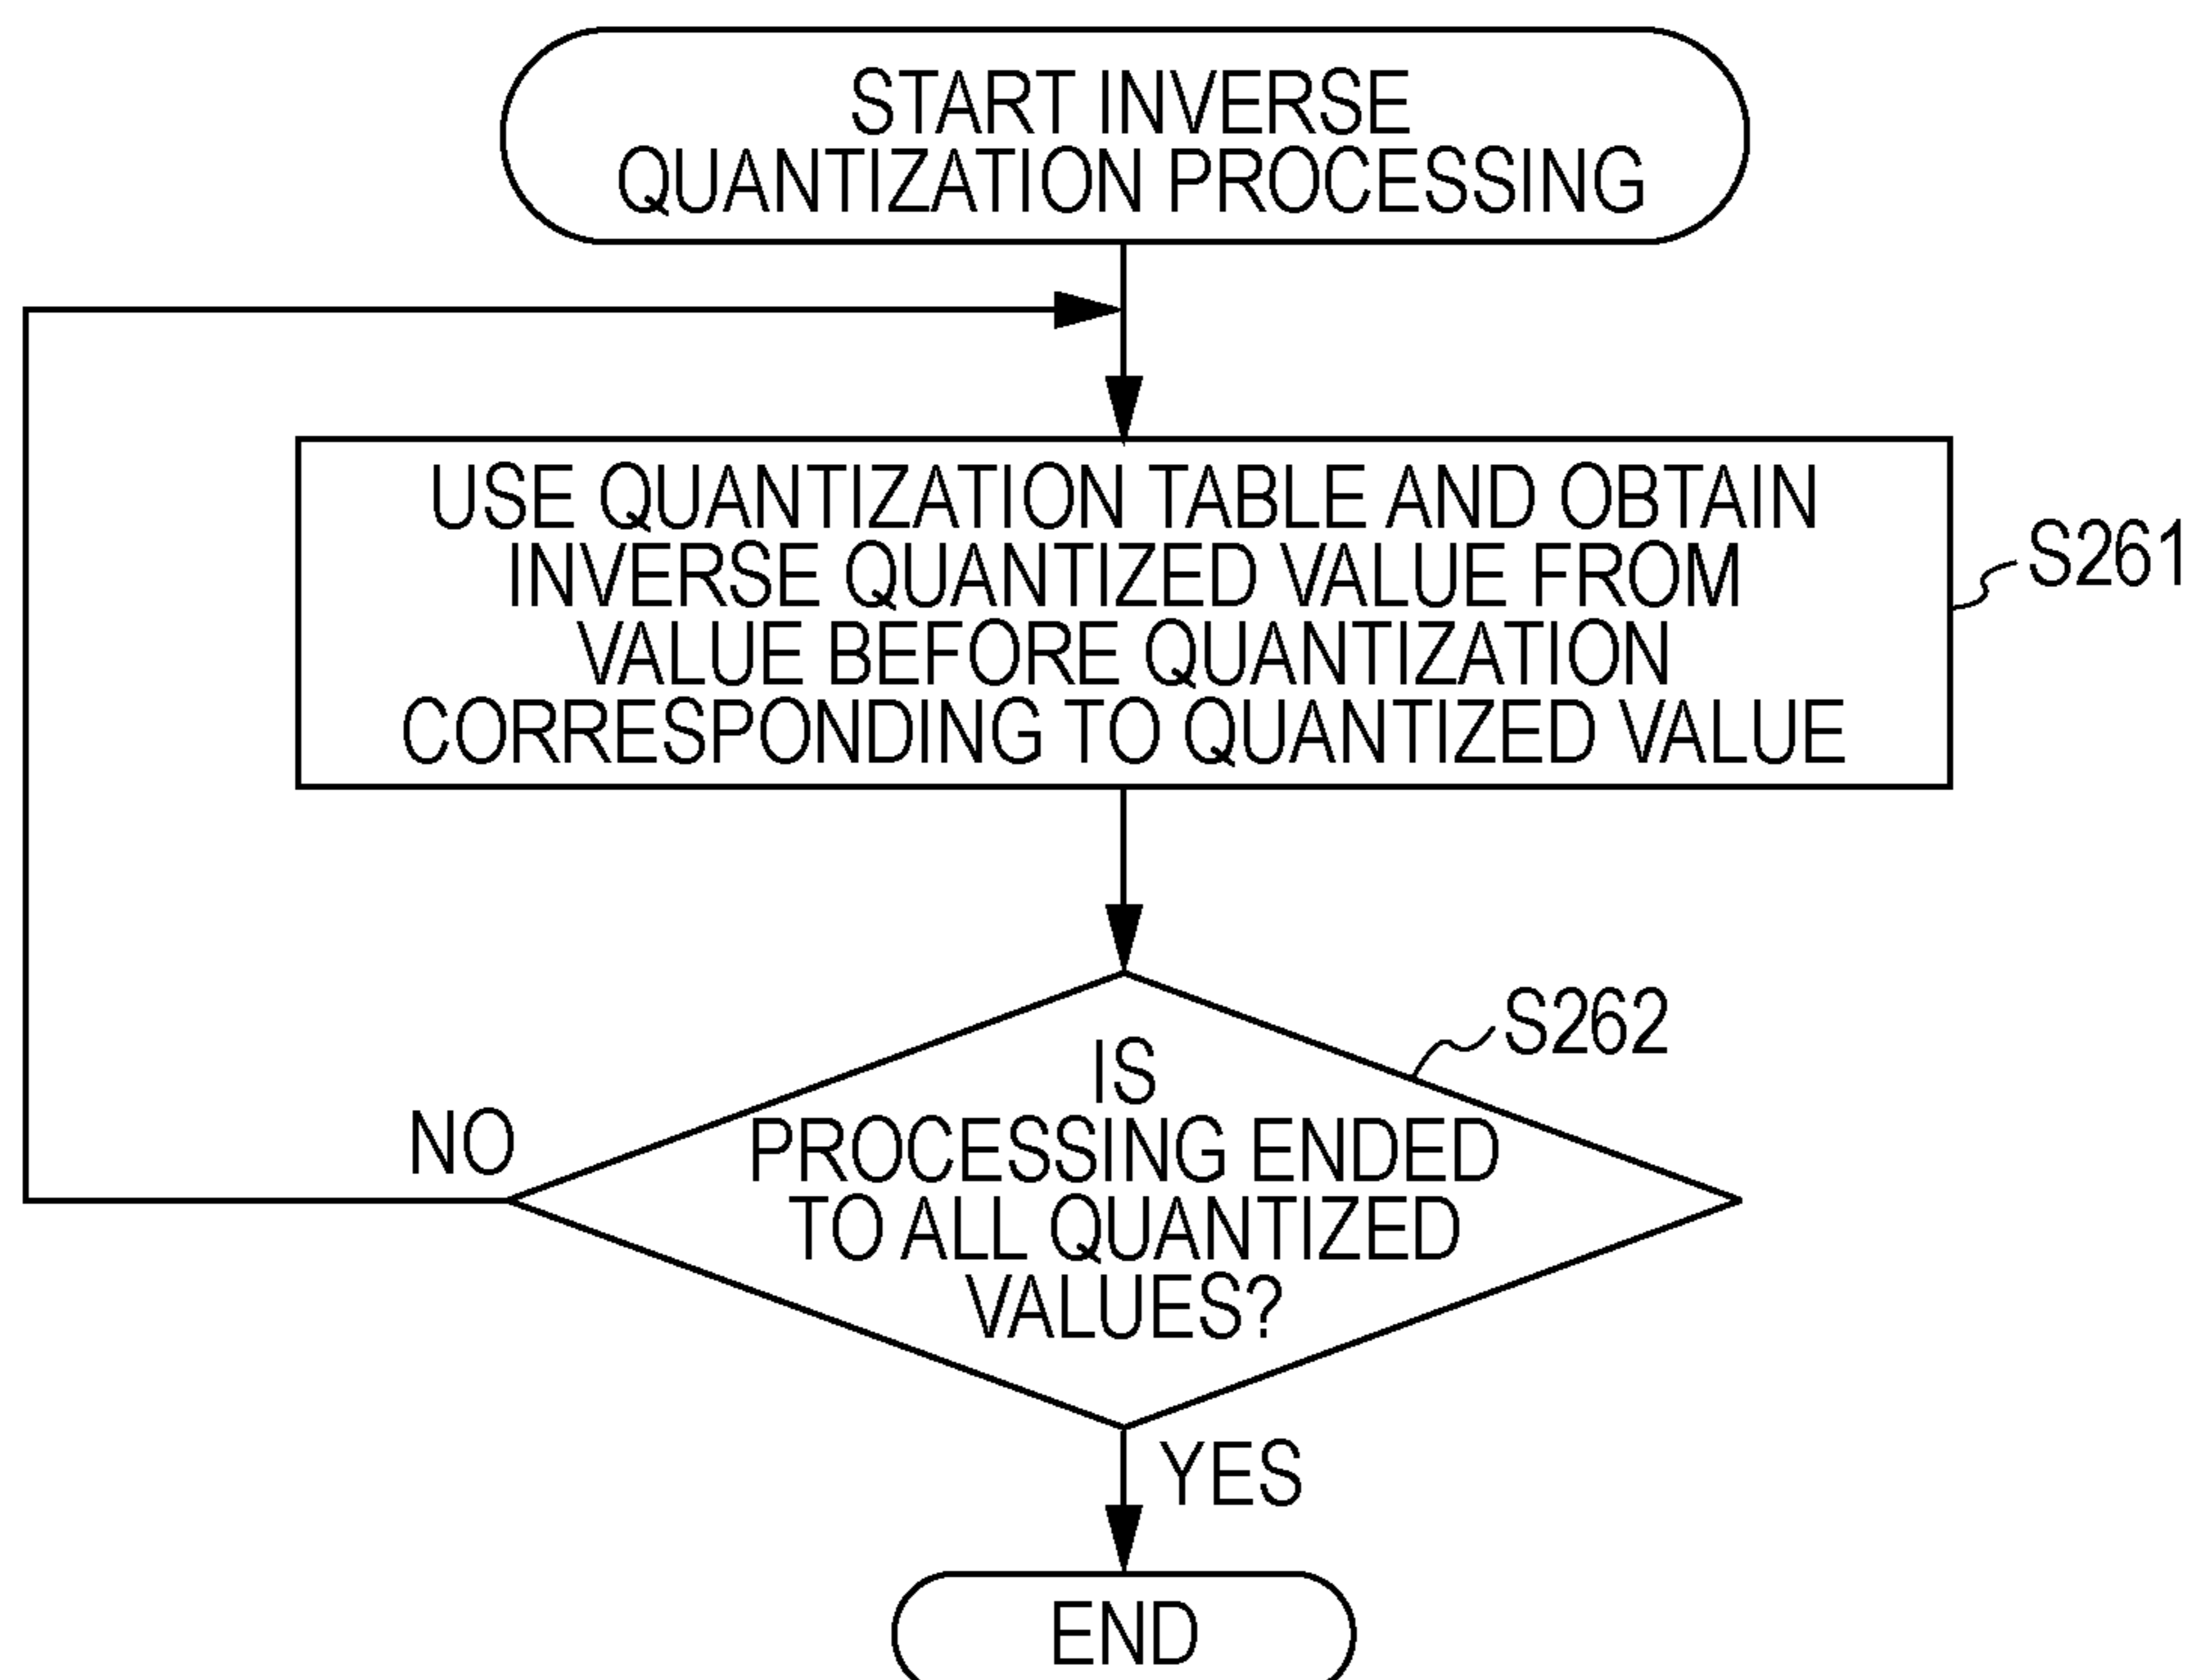 START INVERSE
QUANTIZATION PROCESSING
USE QUANTIZATION TABLE AND OBTAIN
INVERSE QUANTIZED VALUE FROM
VALUE BEFORE QUANTIZATION
CORRESPONDING TO QUANTIZED VALUE
S261
S262
IS
PROCESSING ENDED
TO ALL QUANTIZED
VALUES?
NO
YES
END